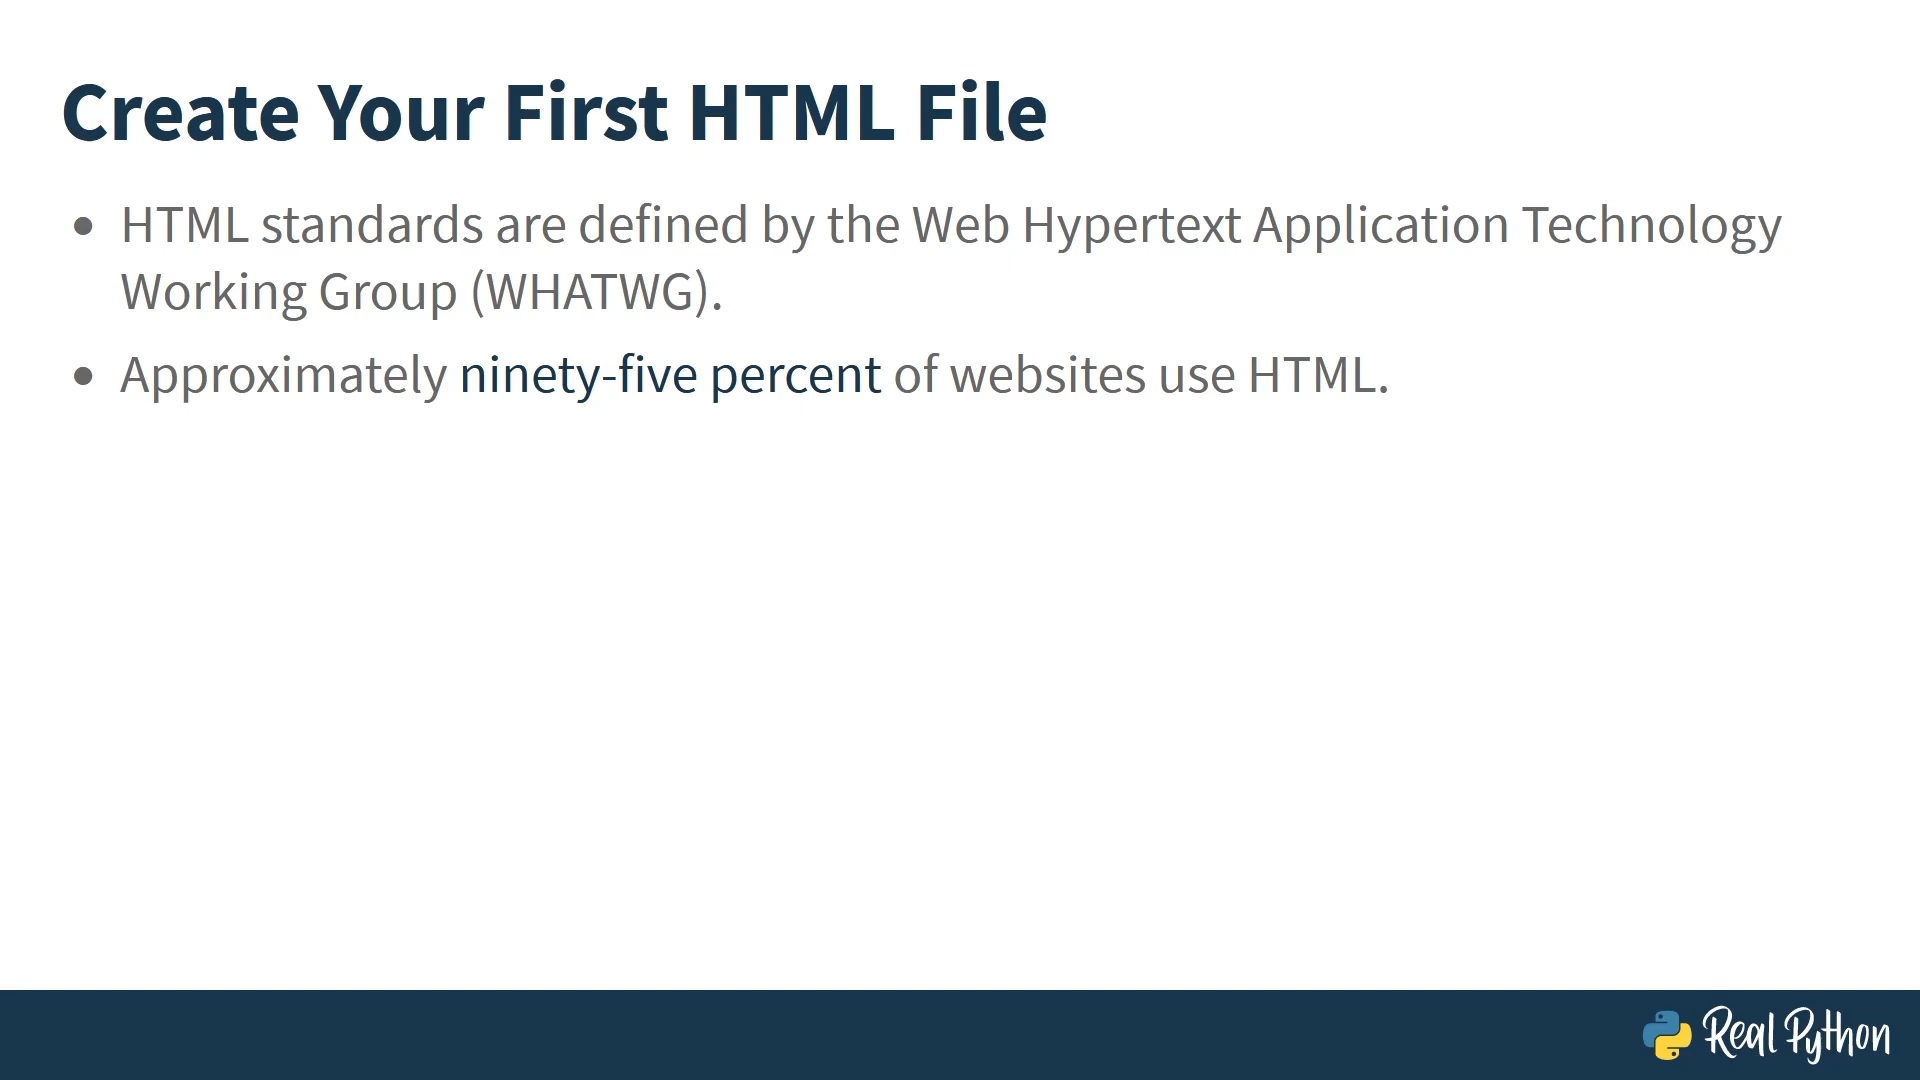 Create Your First HTML File
• HTML standards are defined by the Web Hypertext Application Technology
Working Group (WHATWG).
• Approximately ninety-five percent of websites use HTML.
Real Python